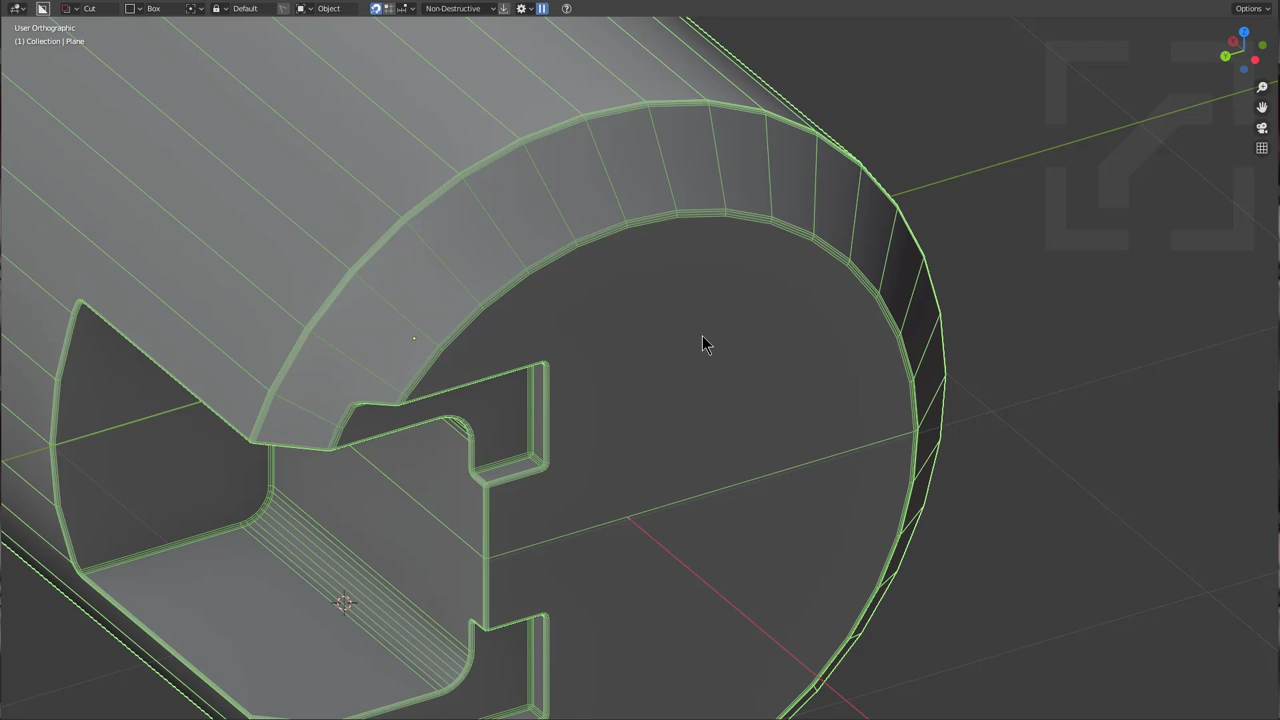 Cut Box Default Object Non-Destructive Options
User Orthographic
(1) Collection | Plane
Z
Y